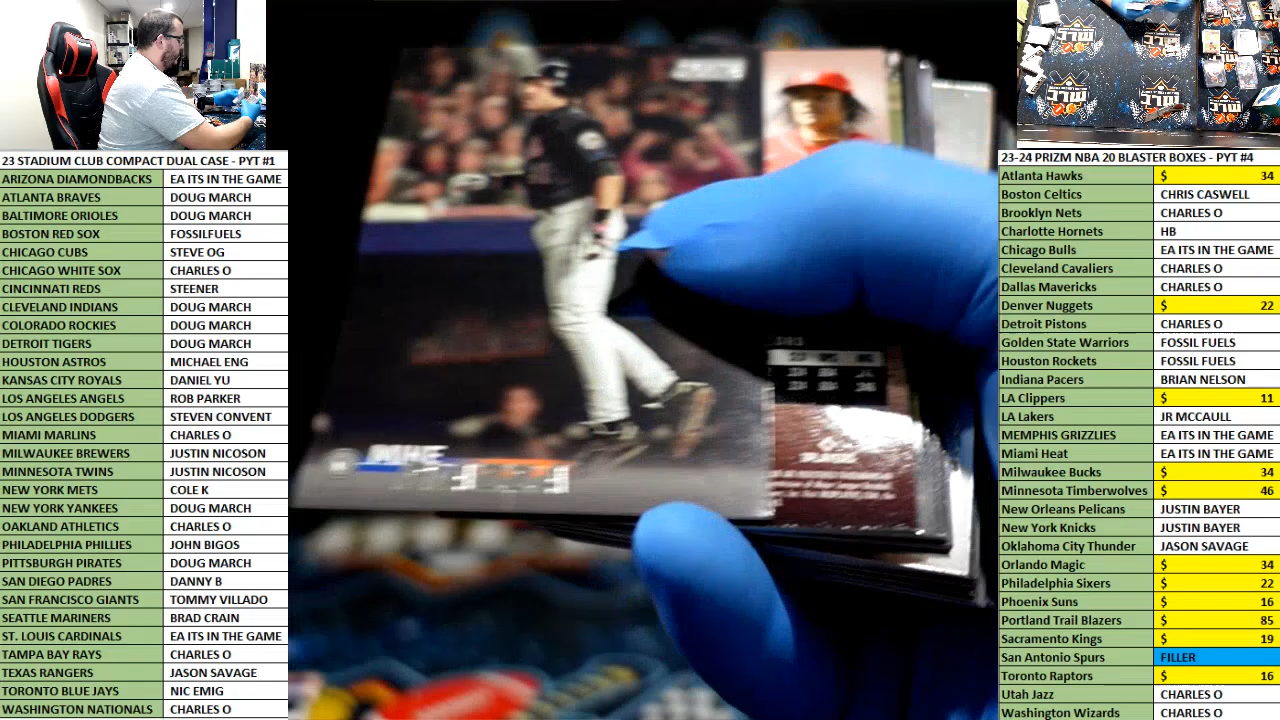 23 STADIUM CLUB COMPACT DUAL CASE - PYT #1
ARIZONA DIAMONDBACKS EA ITS IN THE GAME
ATLANTA BRAVES DOUG MARCH
BALTIMORE ORIOLES DOUG MARCH
BOSTON RED SOX FOSSILFUELS
CHICAGO CUBS STEVE OG
CHICAGO WHITE SOX CHARLES O
CINCINNATI REDS STEENER
CLEVELAND INDIANS DOUG MARCH
COLORADO ROCKIES DOUG MARCH
DETROIT TIGERS DOUG MARCH
HOUSTON ASTROS MICHAEL ENG
KANSAS CITY ROYALS DANIEL YU
LOS ANGELES ANGELS ROB PARKER
LOS ANGELES DODGERS STEVEN CONVENT
MIAMI MARLINS CHARLES O
MILWAUKEE BREWERS JUSTIN NICOSON
MINNESOTA TWINS JUSTIN NICOSON
NEW YORK METS COLE K
NEW YORK YANKEES DOUG MARCH
OAKLAND ATHLETICS CHARLES O
PHILADELPHIA PHILLIES JOHN BIGOS
PITTSBURGH PIRATES DOUG MARCH
SAN DIEGO PADRES DANNY B
SAN FRANCISCO GIANTS TOMMY VILLADO
SEATTLE MARINERS BRAD CRAIN
ST. LOUIS CARDINALS EA ITS IN THE GAME
TAMPA BAY RAYS CHARLES O
TEXAS RANGERS JASON SAVAGE
TORONTO BLUE JAYS NIC EMIG
WASHINGTON NATIONALS CHARLES O
MIKE
23-24 PRIZM NBA 20 BLASTER BOXES - PYT #4
Atlanta Hawks $ 34
Boston Celtics CHRIS CASWELL
Brooklyn Nets CHARLES O
Charlotte Hornets HB
Chicago Bulls EA ITS IN THE GAME
Cleveland Cavaliers CHARLES O
Dallas Mavericks CHARLES O
Denver Nuggets $ 22
Detroit Pistons CHARLES O
Golden State Warriors FOSSIL FUELS
Houston Rockets FOSSIL FUELS
Indiana Pacers BRIAN NELSON
LA Clippers $ 11
LA Lakers JR MCCAULL
MEMPHIS GRIZZLIES EA ITS IN THE GAME
Miami Heat EA ITS IN THE GAME
Milwaukee Bucks $ 34
Minnesota Timberwolves $ 46
New Orleans Pelicans JUSTIN BAYER
New York Knicks JUSTIN BAYER
Oklahoma City Thunder JASON SAVAGE
Orlando Magic $ 34
Philadelphia Sixers $ 22
Phoenix Suns $ 16
Portland Trail Blazers $ 85
Sacramento Kings $ 19
San Antonio Spurs FILLER
Toronto Raptors $ 16
Utah Jazz CHARLES O
Washington Wizards CHARLES O